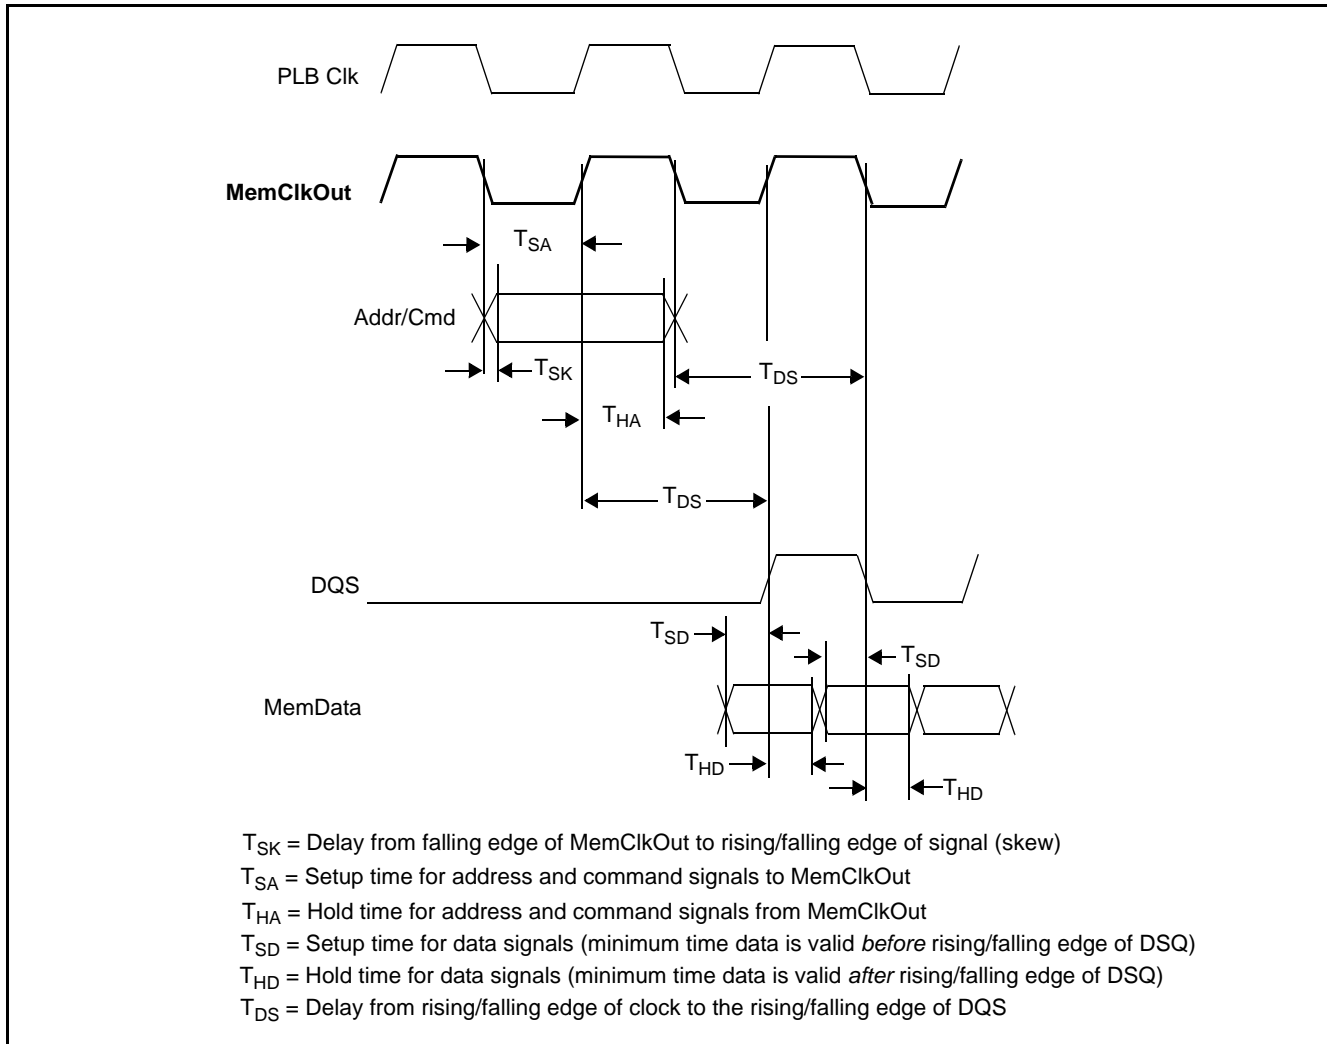 PLB Clk
MemClkOut
TSA
Addr/Cmd
TSK
TDS
THA
TDS
DQS
TSD
TSD
MemData
THD
THD
TSK = Delay from falling edge of MemClkOut to rising/falling edge of signal (skew)
TSA = Setup time for address and command signals to MemClkOut
THA = Hold time for address and command signals from MemClkOut
TSD = Setup time for data signals (minimum time data is valid before rising/falling edge of DSQ)
THD = Hold time for data signals (minimum time data is valid after rising/falling edge of DSQ)
TDS = Delay from rising/falling edge of clock to the rising/falling edge of DQS